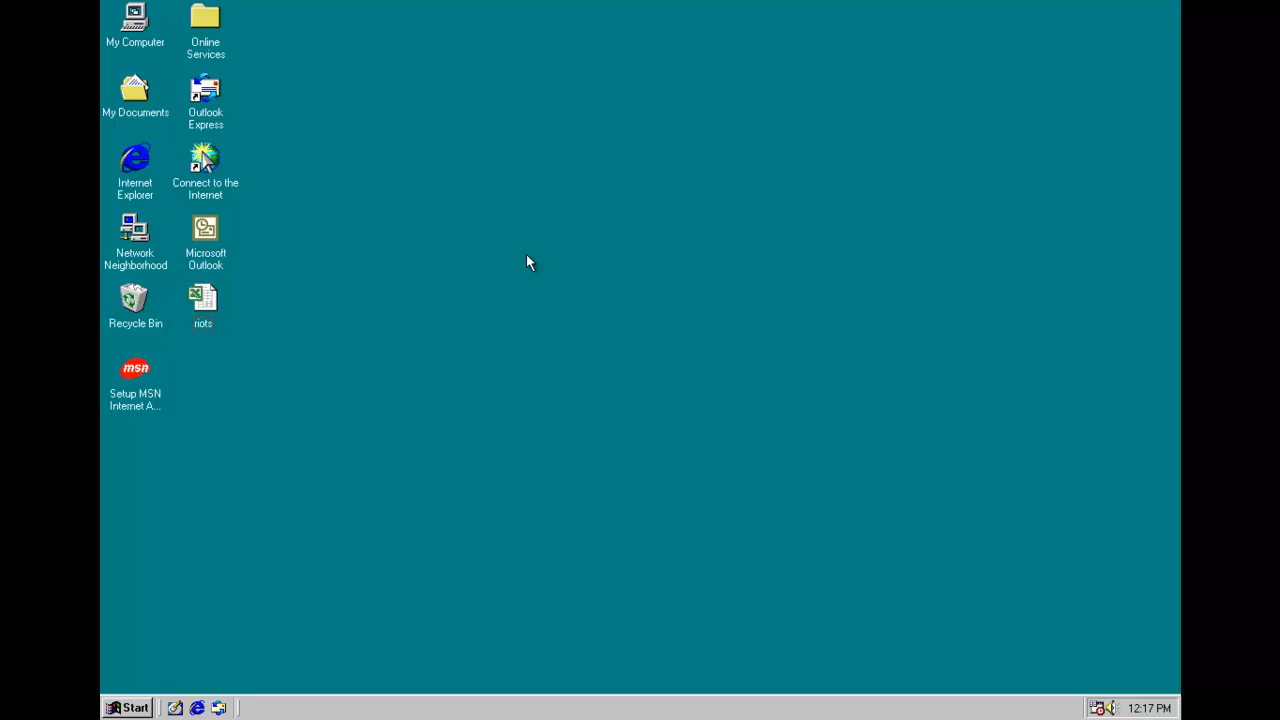 My Computer
Online
Services
My Documents
Outlook
Express
Internet
Explorer
Connect to the
Internet
Network
Neighborhood
Microsoft
Outlook
Recycle Bin
riots
msn
Setup MSN
Internet A...
Start
12:17 PM